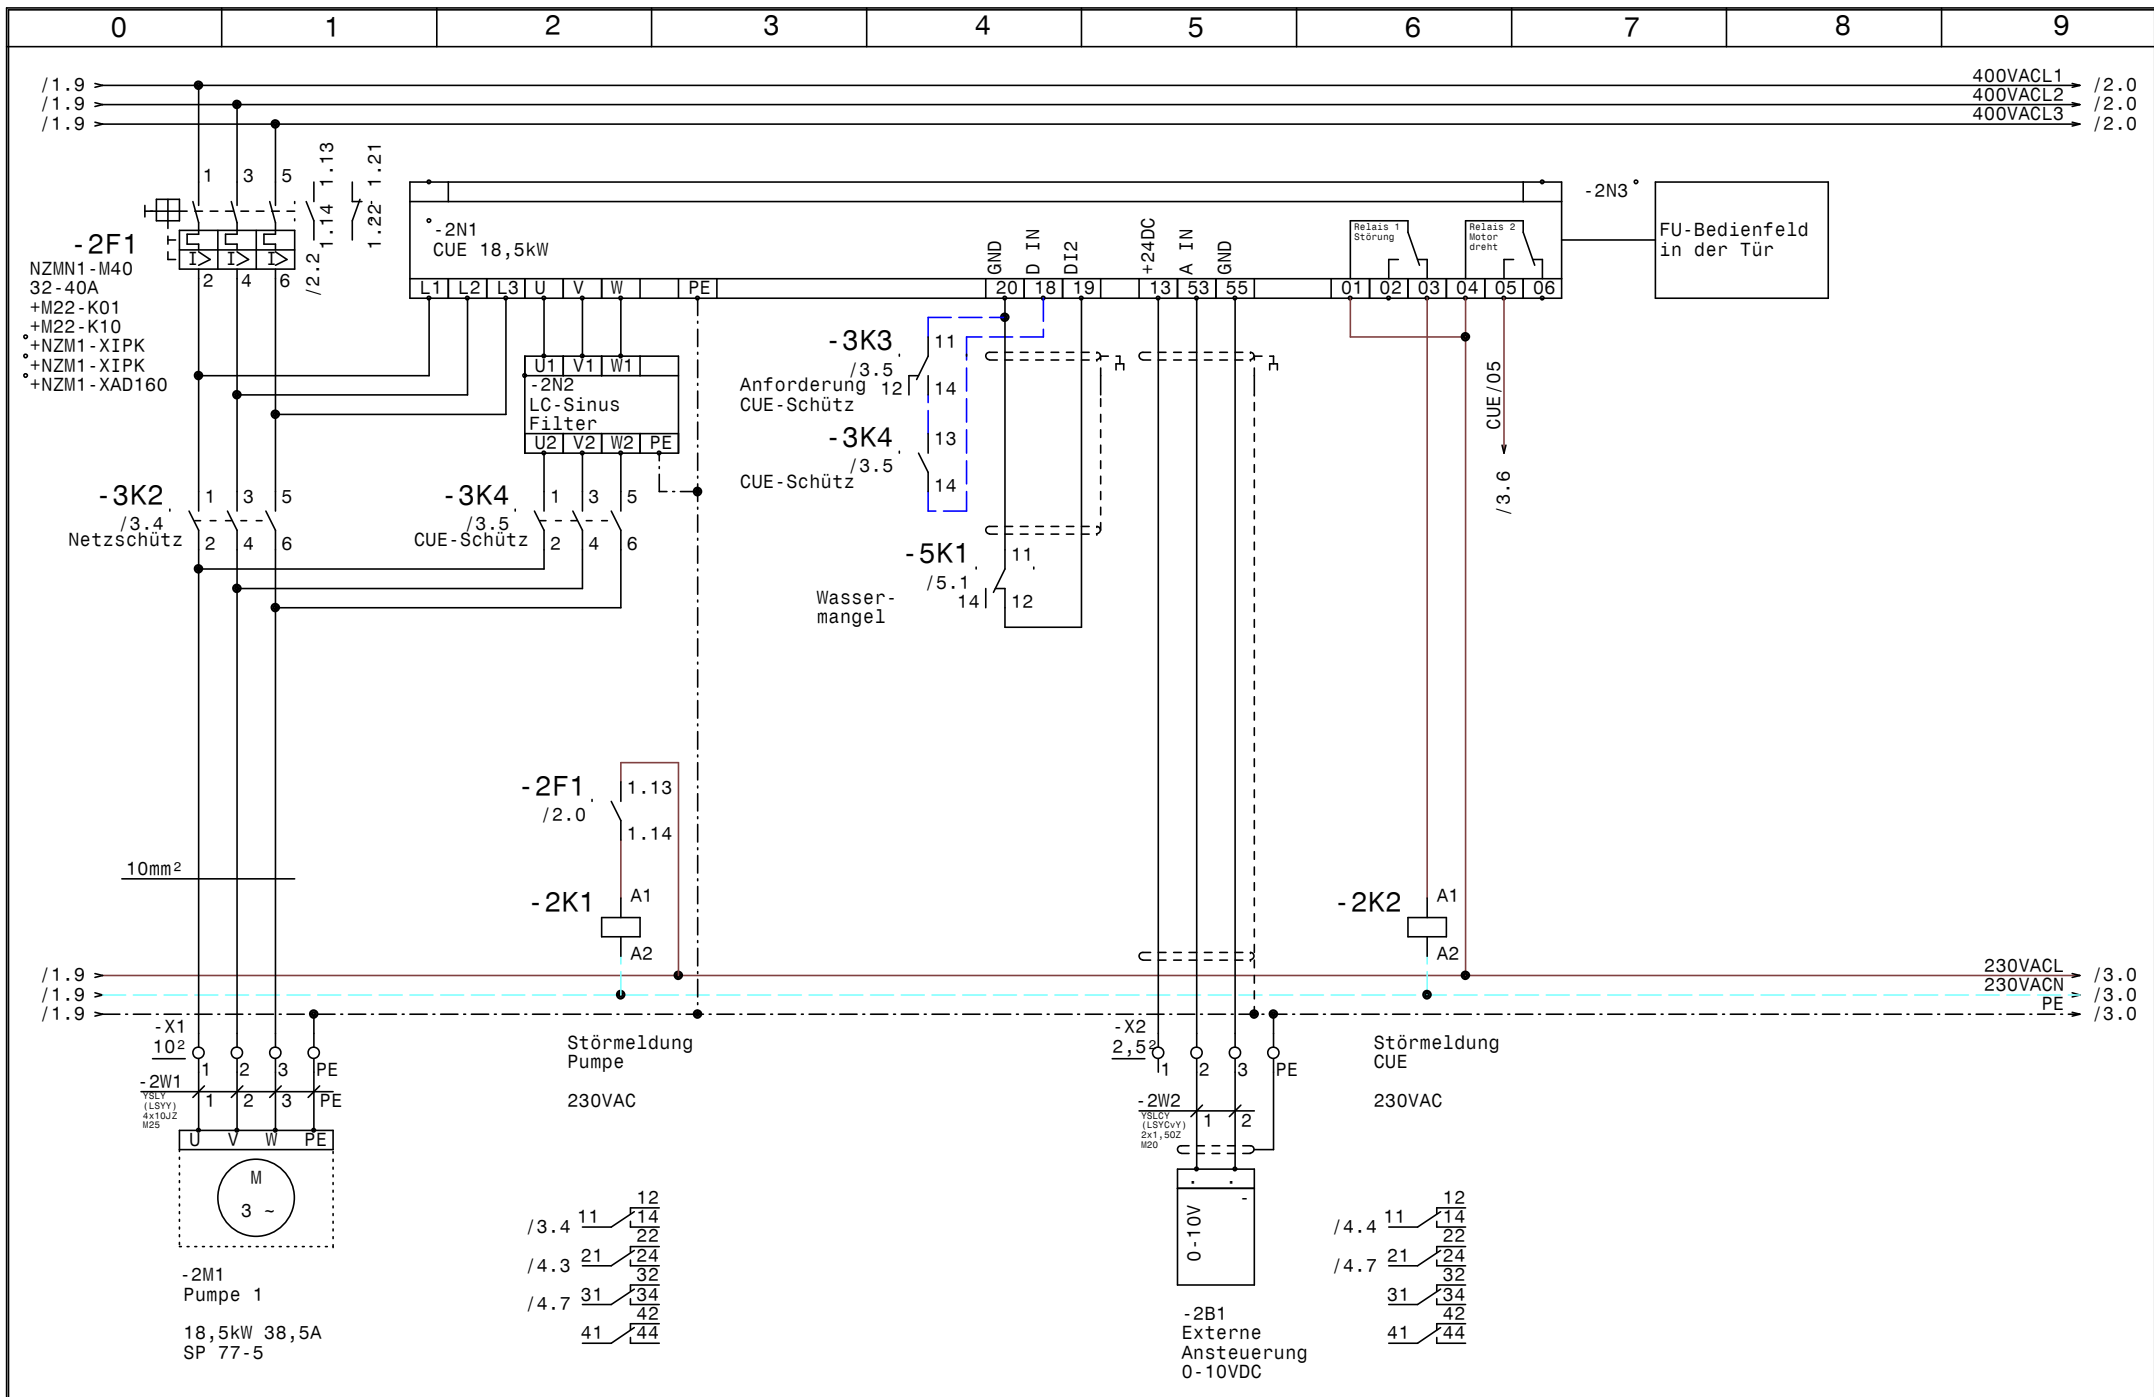 0 1 2 3 4 5 6 7 8 9
/1.9 400VACL1 /2.0
/1.9 400VACL2 /2.0
/1.9 400VACL3 /2.0
1 3 5
1.13
1.14
1.21
1.22
-2F1
NZMN1-M40
32-40A
+M22-K01
+M22-K10
+NZM1-XIPK
+NZM1-XIPK
+NZM1-XAD160
I> I> I>
2 4 6
/2.2
-2N1
CUE 18,5kW
L1 L2 L3 U V W PE
GND
D IN
DI2
20 18 19
+24DC
A IN
GND
13 53 55
Relais 1
Störung
Relais 2
Motor
dreht
01 02 03 04 05 06
-2N3
FU-Bedienfeld
in der Tür
U1 V1 W1
-2N2
LC-Sinus
Filter
U2 V2 W2 PE
-3K3
/3.5
Anforderung
CUE-Schütz
11
12 14
-3K4
/3.5
CUE-Schütz
13
14
CUE/05
/3.6
-3K2
/3.4
Netzschütz
1 3 5
2 4 6
-3K4
/3.5
CUE-Schütz
1 3 5
2 4 6
-5K1
/5.1
Wasser-
mangel
11
14 12
-2F1
/2.0
1.13
1.14
10mm²
-2K1
A1
A2
-2K2
A1
A2
/1.9 230VACL /3.0
/1.9 230VACN /3.0
/1.9 PE /3.0
-X1
10²
1 2 3 PE
-2W1
YSLY
(LSYY)
4x10JZ
M25
1 2 3 PE
U V W PE
M
3 ~
-2M1
Pumpe 1
18,5kW 38,5A
SP 77-5
Störmeldung
Pumpe
230VAC
12
/3.4 11 14
22
/4.3 21 24
32
/4.7 31 34
42
41 44
-X2
2,5²
1 2 3 PE
-2W2
YSLCY
(LSYCvY)
2x1,5OZ
M20
1 2
-
0-10V
-2B1
Externe
Ansteuerung
0-10VDC
Störmeldung
CUE
230VAC
12
/4.4 11 14
22
/4.7 21 24
32
31 34
42
41 44